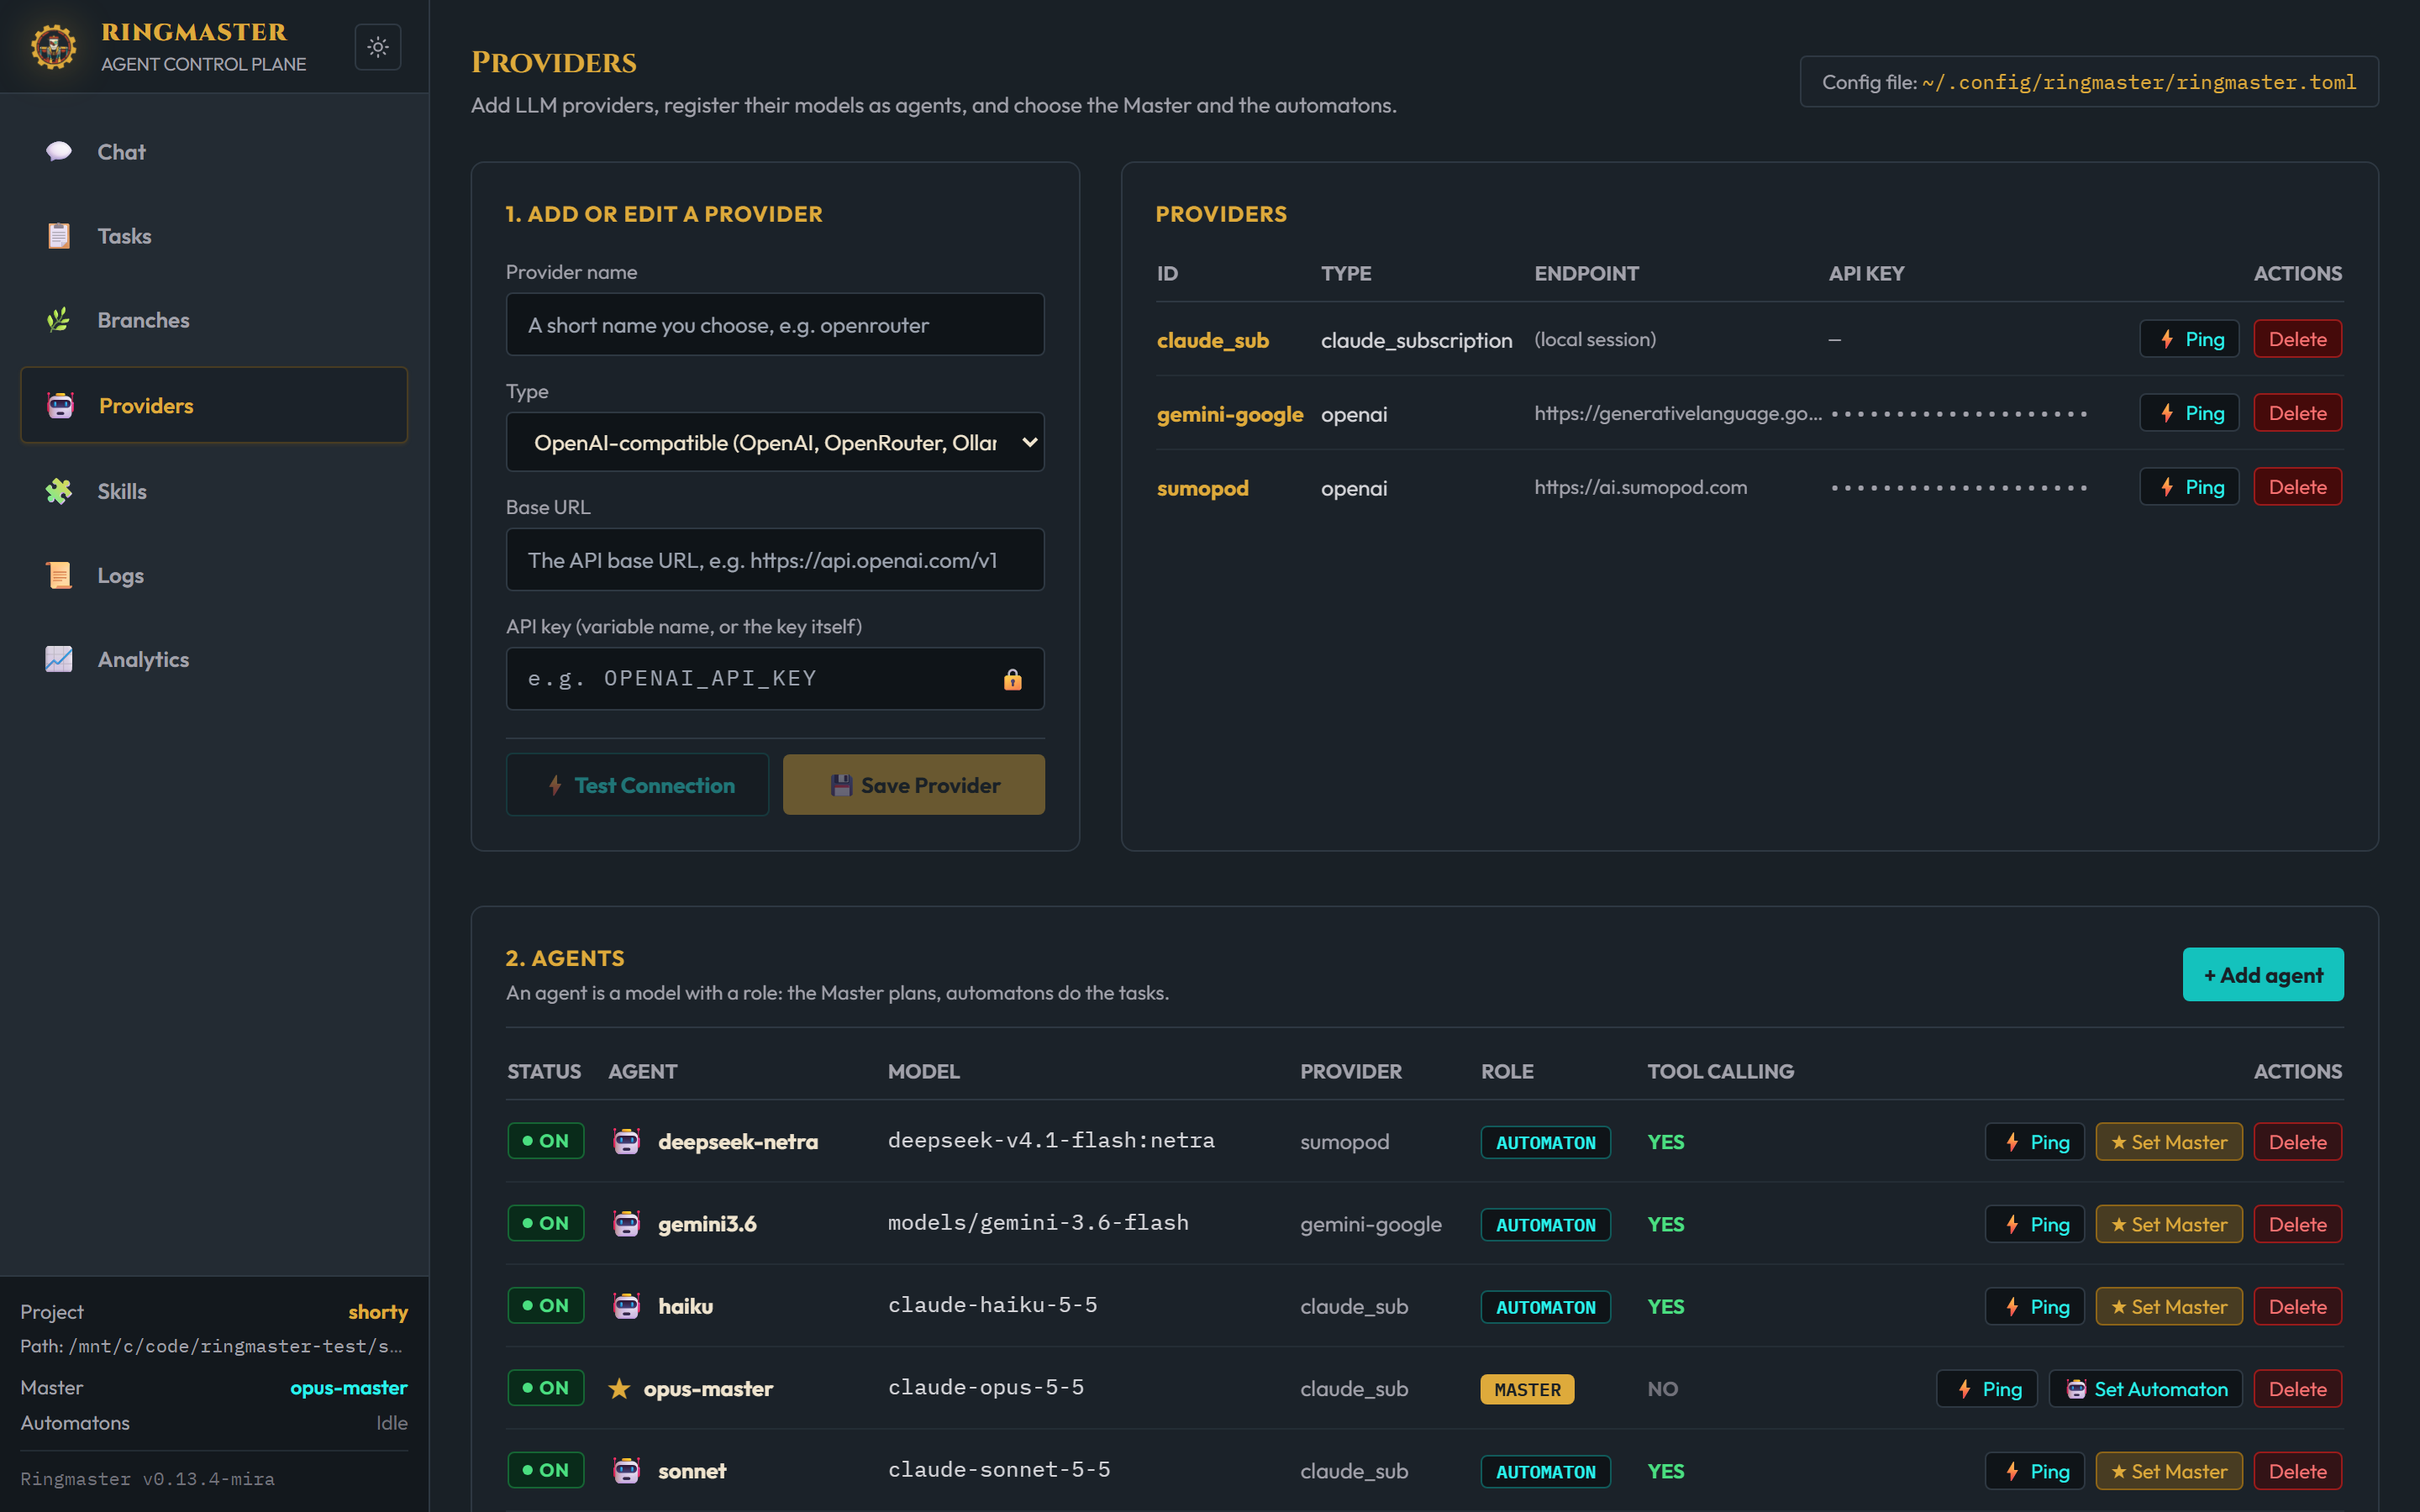 RINGMASTER
AGENT CONTROL PLANE
Chat
Tasks
Branches
Providers
Skills
Logs
Analytics
Project shorty
Path: /mnt/c/code/ringmaster-test/s...
Master opus-master
Automatons Idle
Ringmaster v0.13.4-mira
PROVIDERS
Add LLM providers, register their models as agents, and choose the Master and the automatons.
Config file: ~/.config/ringmaster/ringmaster.toml
1. ADD OR EDIT A PROVIDER
Provider name
A short name you choose, e.g. openrouter
Type
OpenAI-compatible (OpenAI, OpenRouter, Ollar
Base URL
The API base URL, e.g. https://api.openai.com/v1
API key (variable name, or the key itself)
e.g. OPENAI_API_KEY
Test Connection
Save Provider
PROVIDERS
ID TYPE ENDPOINT API KEY ACTIONS
claude_sub claude_subscription (local session) — Ping Delete
gemini-google openai https://generativelanguage.go... •••••••••••••••••••• Ping Delete
sumopod openai https://ai.sumopod.com •••••••••••••••••••• Ping Delete
2. AGENTS
An agent is a model with a role: the Master plans, automatons do the tasks.
+ Add agent
STATUS AGENT MODEL PROVIDER ROLE TOOL CALLING ACTIONS
ON deepseek-netra deepseek-v4.1-flash:netra sumopod AUTOMATON YES Ping ★ Set Master Delete
ON gemini3.6 models/gemini-3.6-flash gemini-google AUTOMATON YES Ping ★ Set Master Delete
ON haiku claude-haiku-5-5 claude_sub AUTOMATON YES Ping ★ Set Master Delete
ON ★ opus-master claude-opus-5-5 claude_sub MASTER NO Ping Set Automaton Delete
ON sonnet claude-sonnet-5-5 claude_sub AUTOMATON YES Ping ★ Set Master Delete